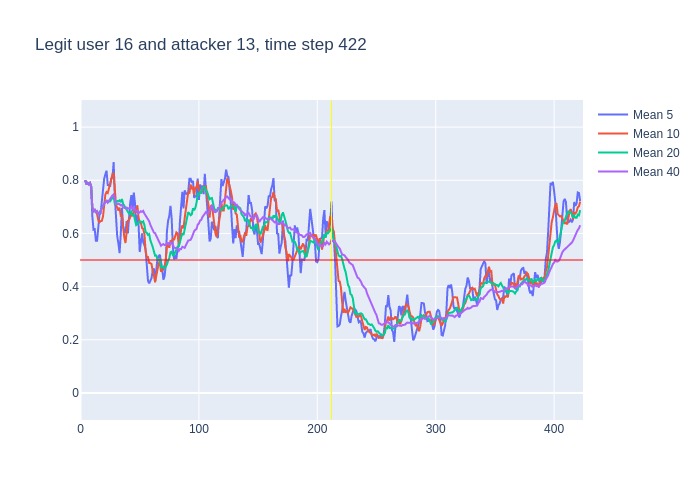 Legit user 16 and attacker 13, time step 422
Mean 5
Mean 10
Mean 20
Mean 40
1
0.8
0.6
0.4
0.2
0
0 100 200 300 400